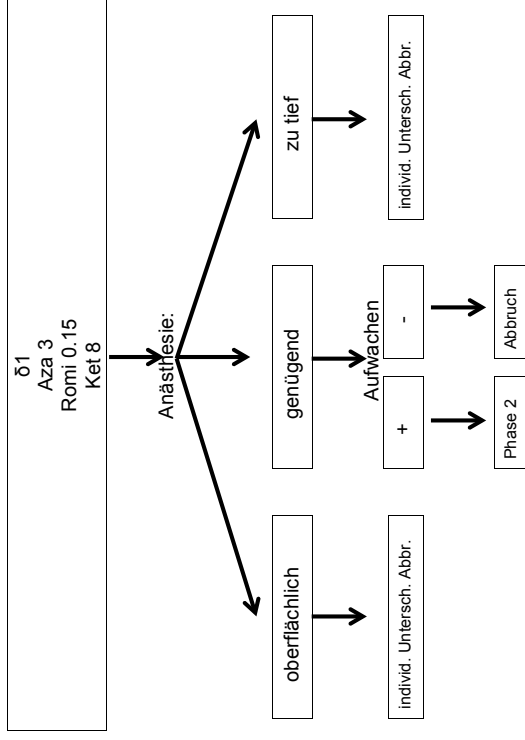 δ1
Aza 3
Romi 0.15
Ket 8
Anästhesie:
oberflächlich
genügend
zu tief
individ. Untersch. Abbr.
Aufwachen
+
-
individ. Untersch. Abbr.
Phase 2
Abbruch